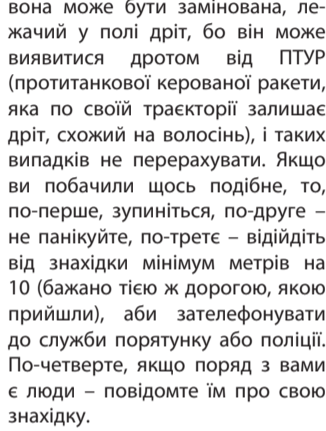 вона може бути замінована, ле-
жачий у полі дріт, бо він може
виявитися дротом від ПТУР
(протитанкової керованої ракети,
яка по своїй траєкторії залишає
дріт, схожий на волосінь), і таких
випадків не перерахувати. Якщо
ви побачили щось подібне, то,
по-перше, зупиніться, по-друге –
не панікуйте, по-третє – відійдіть
від знахідки мінімум метрів на
10 (бажано тією ж дорогою, якою
прийшли), аби зателефонувати
до служби порятунку або поліції.
По-четверте, якщо поряд з вами
є люди – повідомте їм про свою
знахідку.